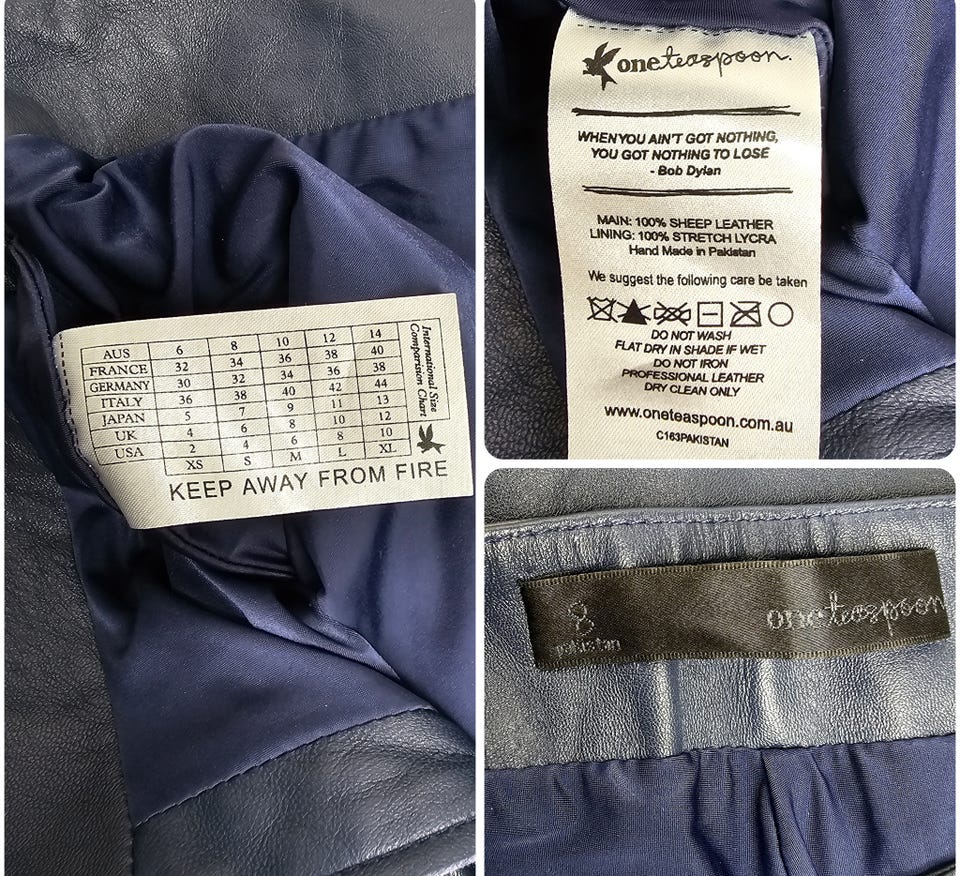 AUS 6 8 10 12 14
FRANCE 32 34 36 38 40
GERMANY 30 32 34 36 38
ITALY 36 38 40 42 44
JAPAN 5 7 9 11 13
UK 4 6 8 10 12
USA 2 4 6 8 10
XS S M L XL
International Size
Comparision Chart
KEEP AWAY FROM FIRE
oneteaspoon.
WHEN YOU AIN'T GOT NOTHING,
YOU GOT NOTHING TO LOSE
- Bob Dylan
MAIN: 100% SHEEP LEATHER
LINING: 100% STRETCH LYCRA
Hand Made in Pakistan
We suggest the following care be taken
DO NOT WASH
FLAT DRY IN SHADE IF WET
DO NOT IRON
PROFESSIONAL LEATHER
DRY CLEAN ONLY
www.oneteaspoon.com.au
C163PAKISTAN
8
pakistan
oneteaspoon